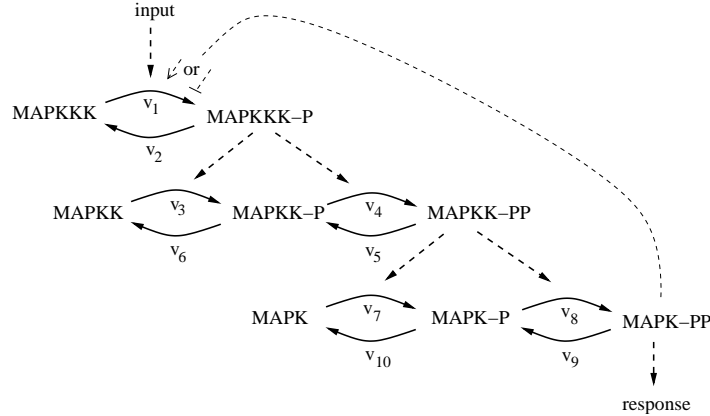 input
or
v1
MAPKKK
MAPKKK–P
v2
v3
v4
MAPKK
MAPKK–P
MAPKK–PP
v6
v5
v7
v8
MAPK
MAPK–P
MAPK–PP
v10
v9
response